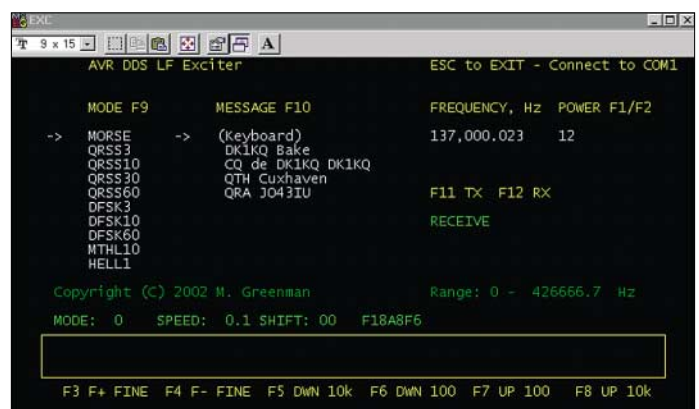 EXC
9 x 15
A
AVR DDS LF Exciter ESC to EXIT - Connect to COM1
MODE F9 MESSAGE F10 FREQUENCY, Hz POWER F1/F2
-> MORSE -> (Keyboard) 137,000.023 12
QRSS3 DK1KQ Bake
QRSS10 CQ de DK1KQ DK1KQ
QRSS30 QTH Cuxhaven
QRSS60 QRA JO43IU F11 TX F12 RX
DFSK3
DFSK10 RECEIVE
DFSK60
MTHL10
HELL1
Copyright (C) 2002 M. Greenman Range: 0 - 426666.7 Hz
MODE: 0 SPEED: 0.1 SHIFT: 00 F18A8F6
F3 F+ FINE F4 F- FINE F5 DWN 10k F6 DWN 100 F7 UP 100 F8 UP 10k